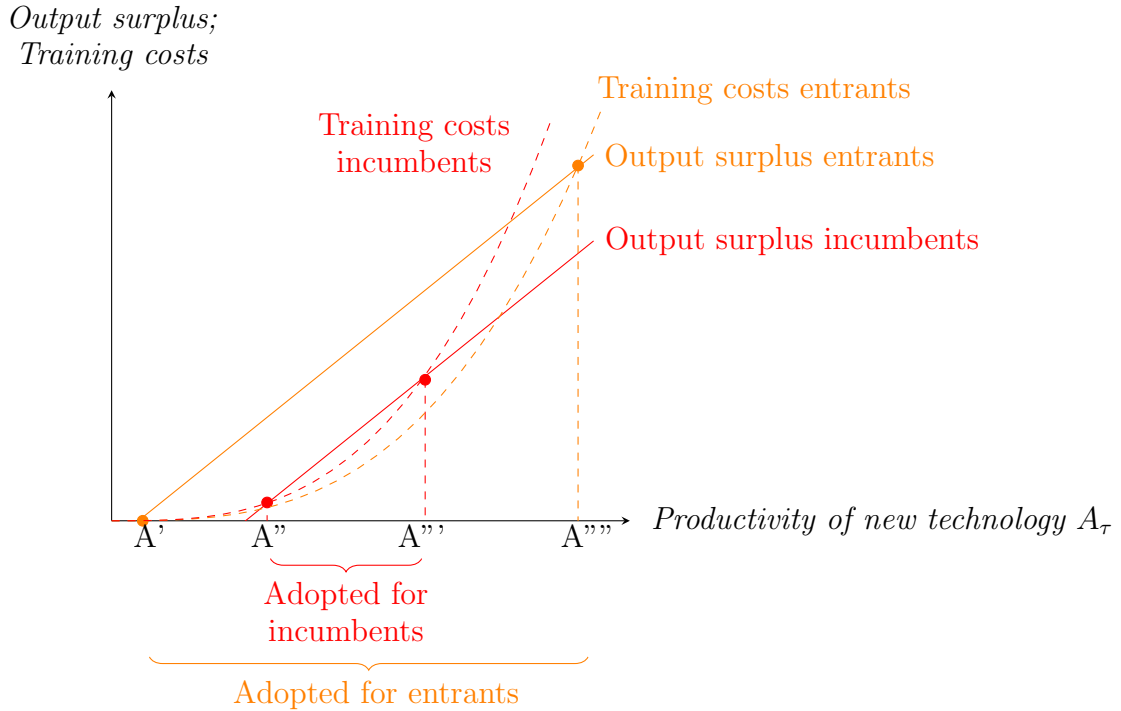 Output surplus;
Training costs
Training costs entrants
Training costs
incumbents
Output surplus entrants
Output surplus incumbents
Productivity of new technology Aτ
A'
A"
A"'
A""
Adopted for
incumbents
Adopted for entrants